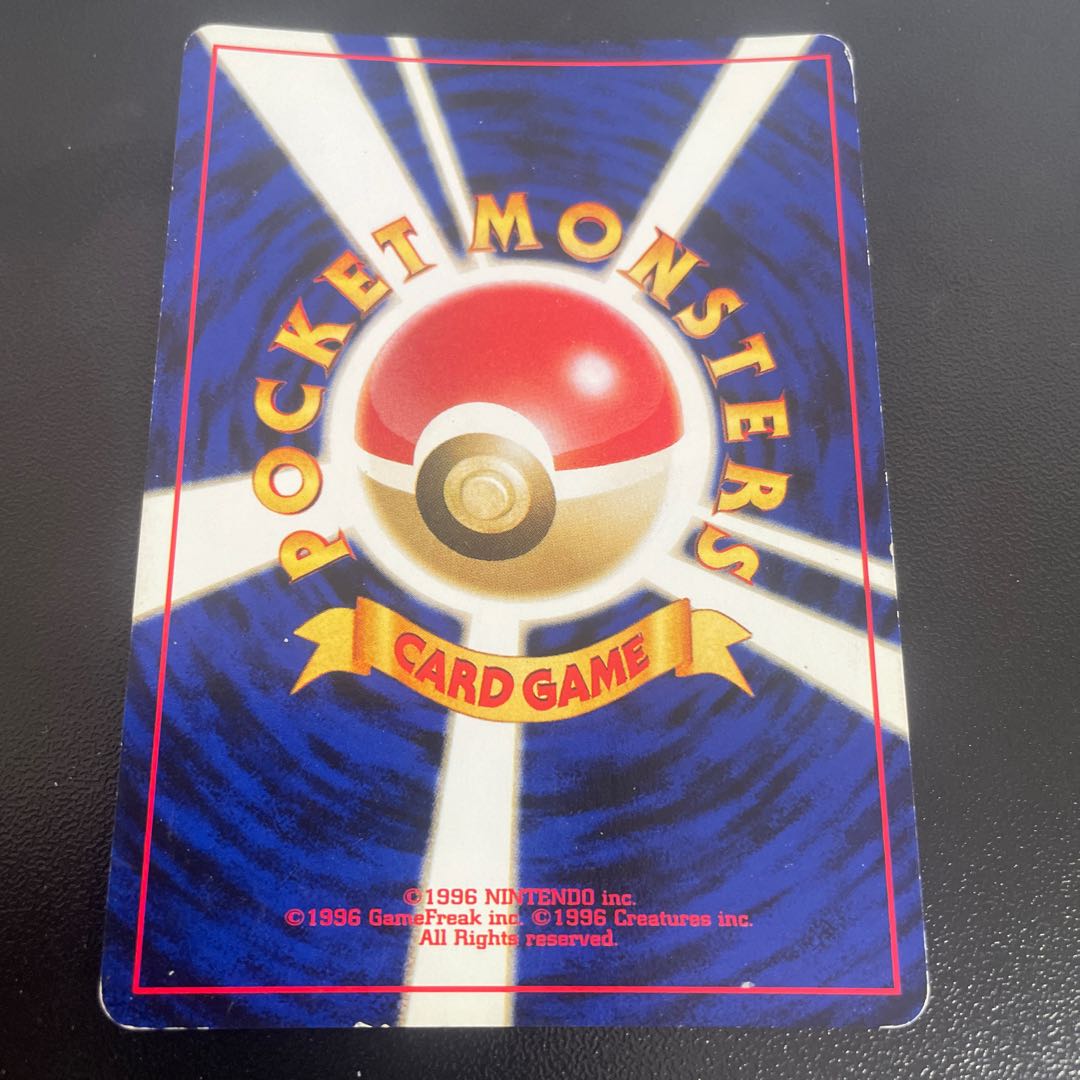 POCKET MONSTERS
CARD GAME
©1996 NINTENDO inc.
©1996 GameFreak inc. ©1996 Creatures inc.
All Rights reserved.